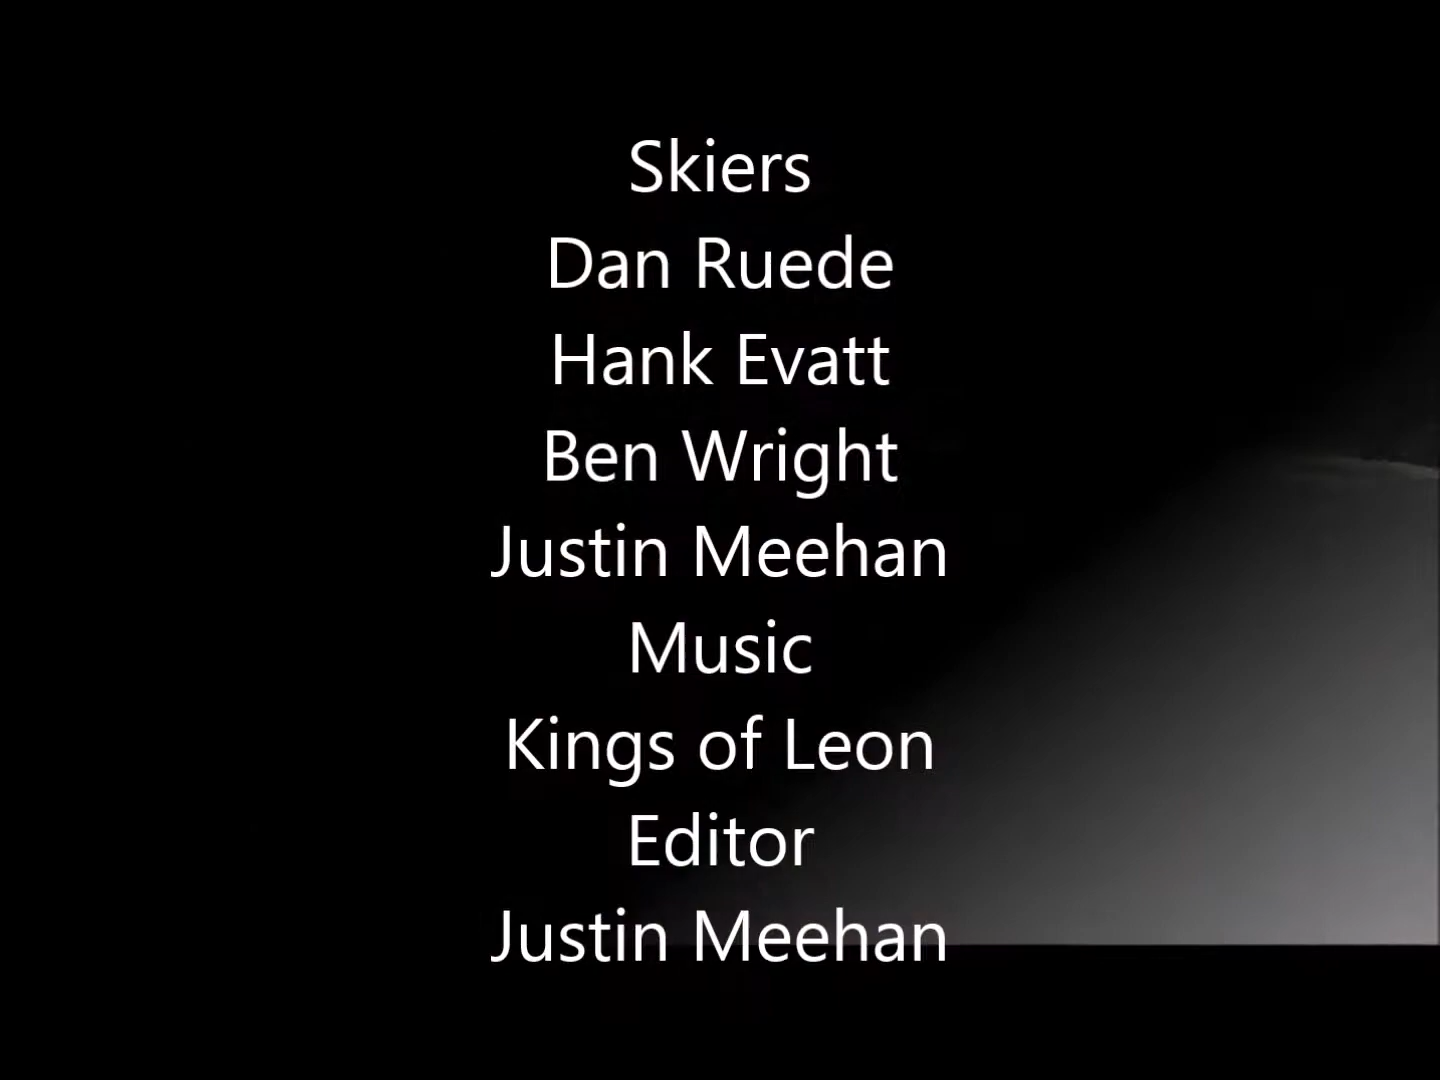 Skiers
Dan Ruede
Hank Evatt
Ben Wright
Justin Meehan
Music
Kings of Leon
Editor
Justin Meehan